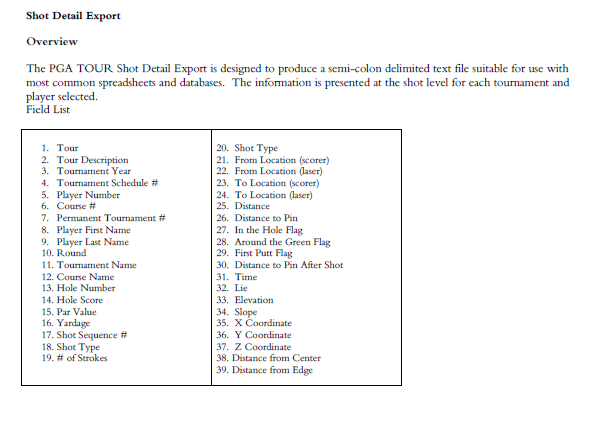 Shot Detail Export
Overview
The PGA TOUR Shot Detail Export is designed to produce a semi-colon delimited text file suitable for use with
most common spreadsheets and databases. The information is presented at the shot level for each tournament and
player selected.
Field List
1. Tour
2. Tour Description
3. Tournament Year
4. Tournament Schedule #
5. Player Number
6. Course #
7. Permanent Tournament #
8. Player First Name
9. Player Last Name
10. Round
11. Tournament Name
12. Course Name
13. Hole Number
14. Hole Score
15. Par Value
16. Yardage
17. Shot Sequence #
18. Shot Type
19. # of Strokes
20. Shot Type
21. From Location (scorer)
22. From Location (laser)
23. To Location (scorer)
24. To Location (laser)
25. Distance
26. Distance to Pin
27. In the Hole Flag
28. Around the Green Flag
29. First Putt Flag
30. Distance to Pin After Shot
31. Time
32. Lie
33. Elevation
34. Slope
35. X Coordinate
36. Y Coordinate
37. Z Coordinate
38. Distance from Center
39. Distance from Edge